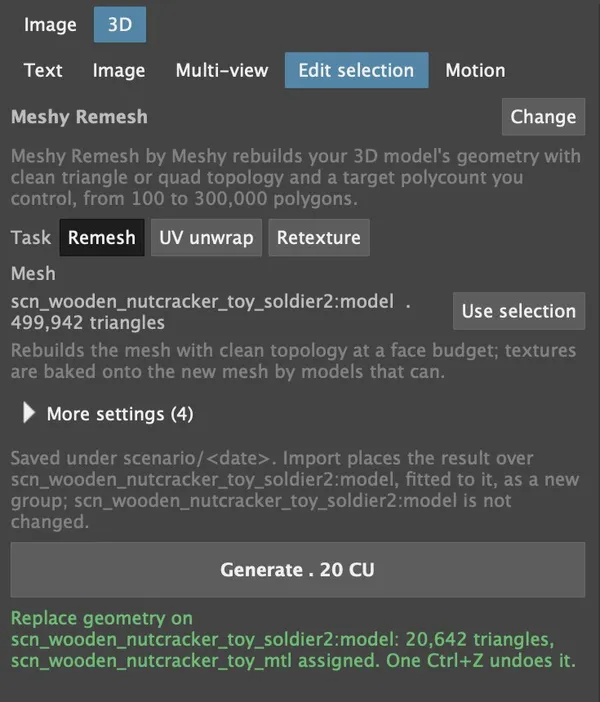 Image 3D
Text Image Multi-view Edit selection Motion
Meshy Remesh Change
Meshy Remesh by Meshy rebuilds your 3D model's geometry with
clean triangle or quad topology and a target polycount you
control, from 100 to 300,000 polygons.
Task Remesh UV unwrap Retexture
Mesh
scn_wooden_nutcracker_toy_soldier2:model .
499,942 triangles
Use selection
Rebuilds the mesh with clean topology at a face budget; textures
are baked onto the new mesh by models that can.
More settings (4)
Saved under scenario/<date>. Import places the result over
scn_wooden_nutcracker_toy_soldier2:model, fitted to it, as a new
group; scn_wooden_nutcracker_toy_soldier2:model is not
changed.
Generate . 20 CU
Replace geometry on
scn_wooden_nutcracker_toy_soldier2:model: 20,642 triangles,
scn_wooden_nutcracker_toy_mtl assigned. One Ctrl+Z undoes it.